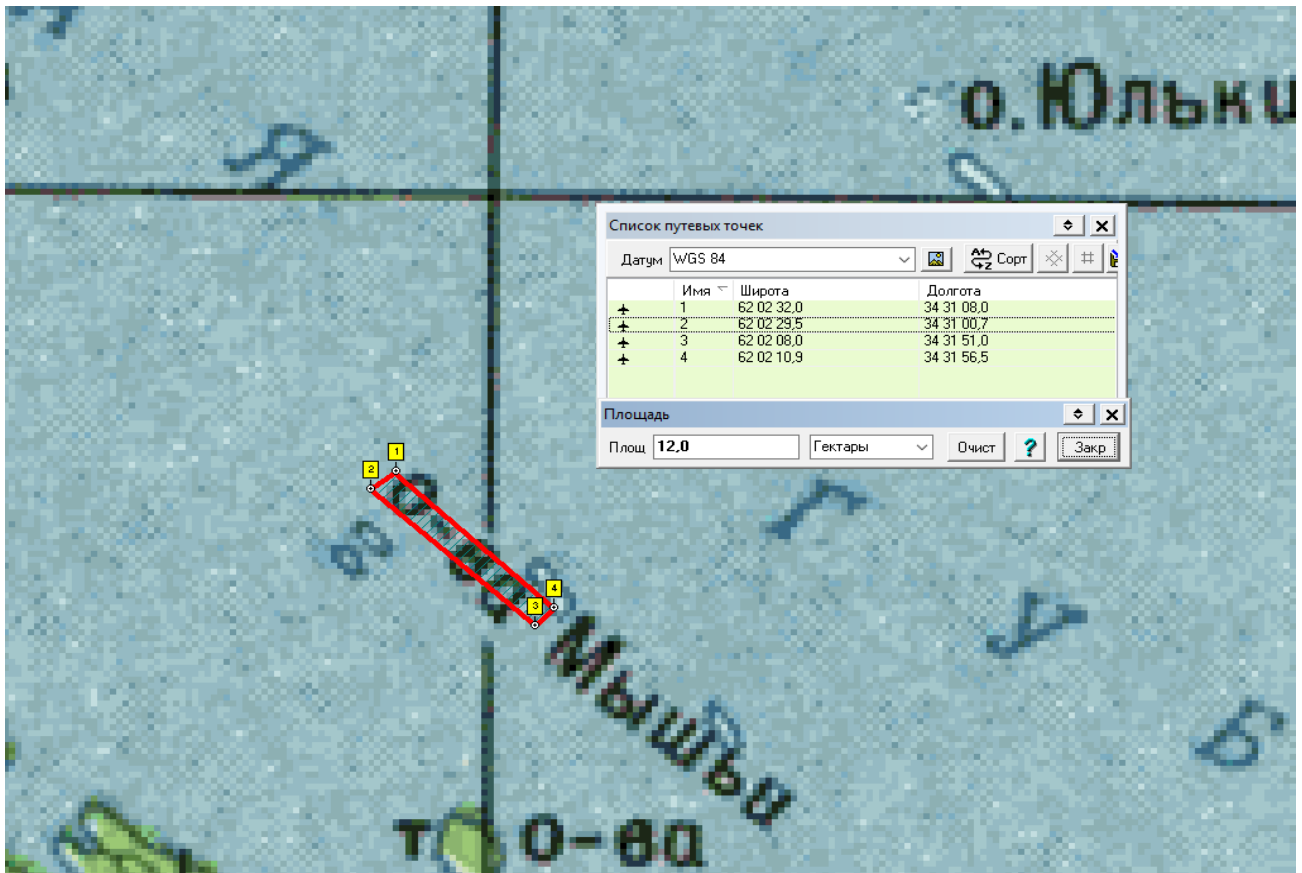 Я
о. Юльки
Список путевых точек
Датум WGS 84 Сорт
Имя Широта Долгота
1 62 02 32,0 34 31 08,0
2 62 02 29,5 34 31 00,7
3 62 02 08,0 34 31 51,0
4 62 02 10,9 34 31 56,5
Площадь
Площ 12,0 Гектары Очист ? Закр
1
2
о-ва
Г
4
3
Мышьи
У
Б
о-ва